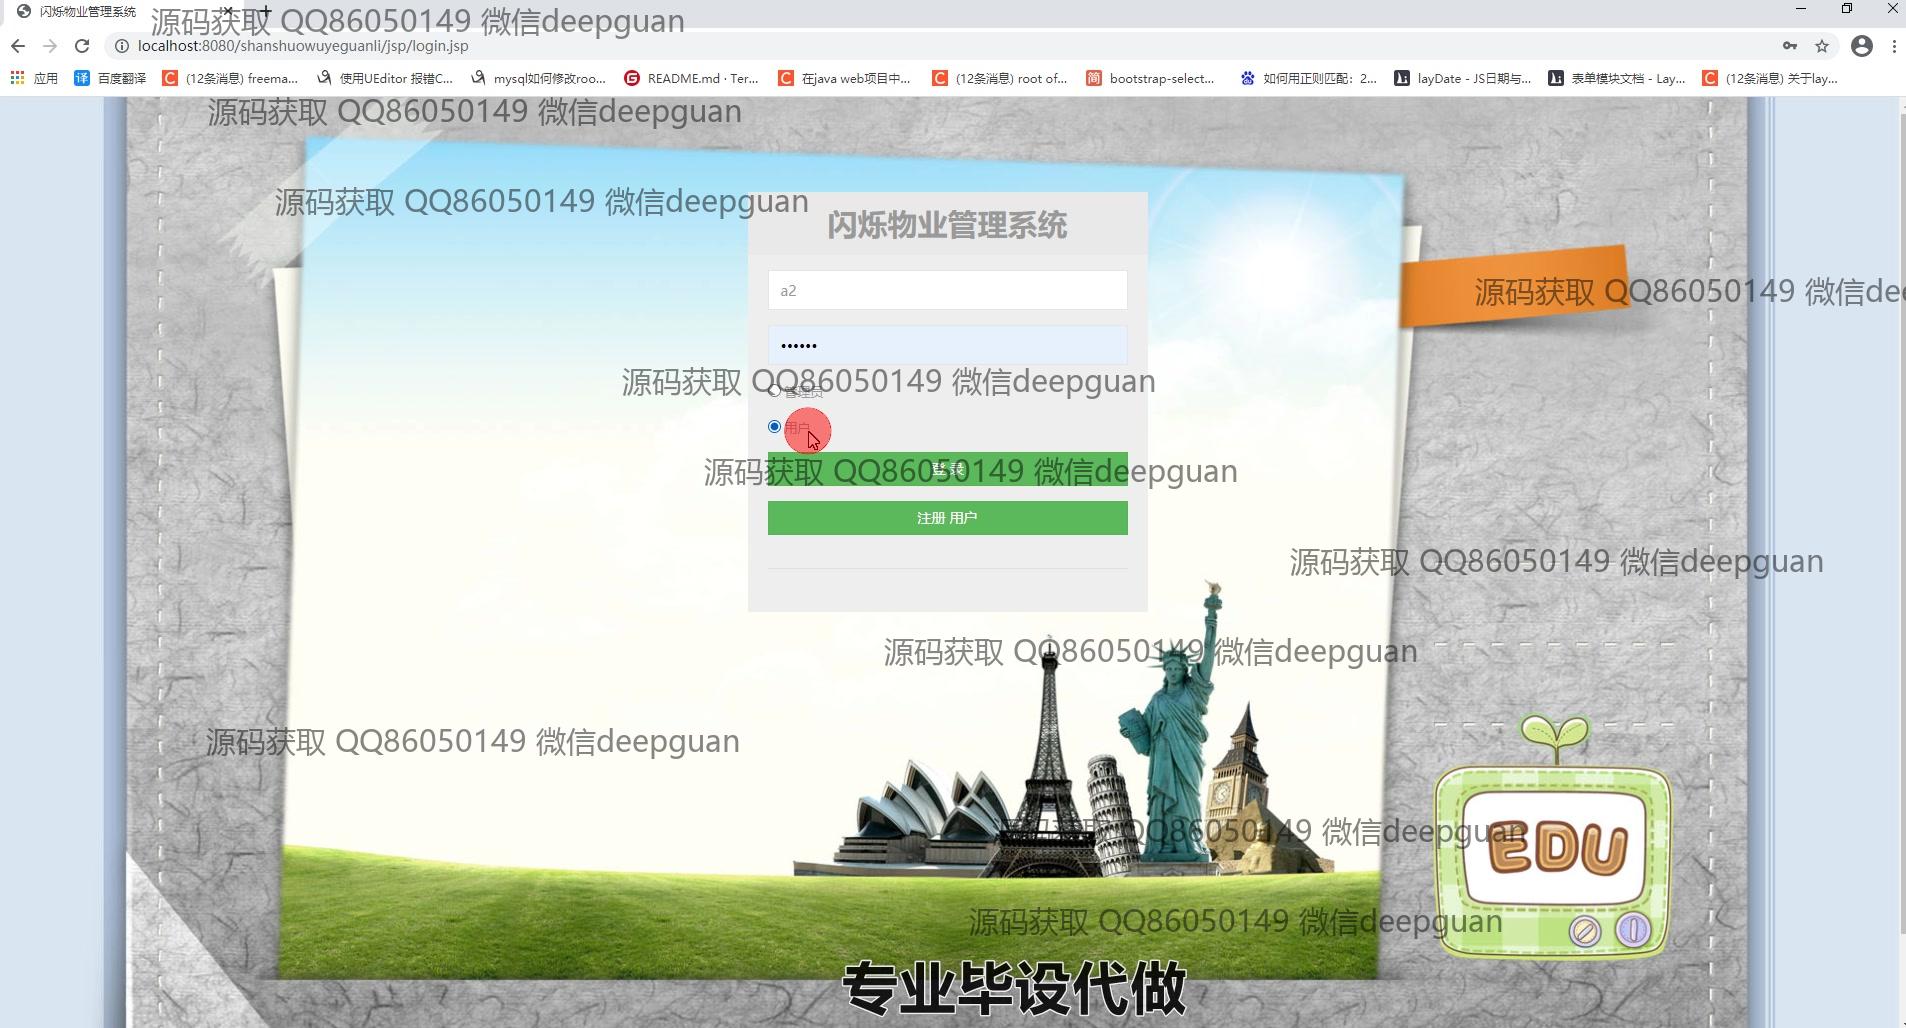 闪烁物业管理系统
源码获取 QQ86050149 微信deepguan
localhost:8080/shanshuowuyeguanli/jsp/login.jsp
应用 百度翻译 (12条消息) freema... 使用UEditor 报错C... mysql如何修改roo... README.md · Ter... 在java web项目中... (12条消息) root of... bootstrap-select... 如何用正则匹配：2... layDate - JS日期与... 表单模块文档 - Lay... (12条消息) 关于lay...
源码获取 QQ86050149 微信deepguan
源码获取 QQ86050149 微信deepguan
闪烁物业管理系统
源码获取 QQ86050149 微信dee
a2
源码获取 QQ86050149 微信deepguan
管理员
用户
源码获取 QQ86050149 微信deepguan
登 录
注册 用户
源码获取 QQ86050149 微信deepguan
源码获取 QQ86050149 微信deepguan
源码获取 QQ86050149 微信deepguan
源码获取 QQ86050149 微信deepguan
EDU
源码获取 QQ86050149 微信deepguan
专业毕设代做